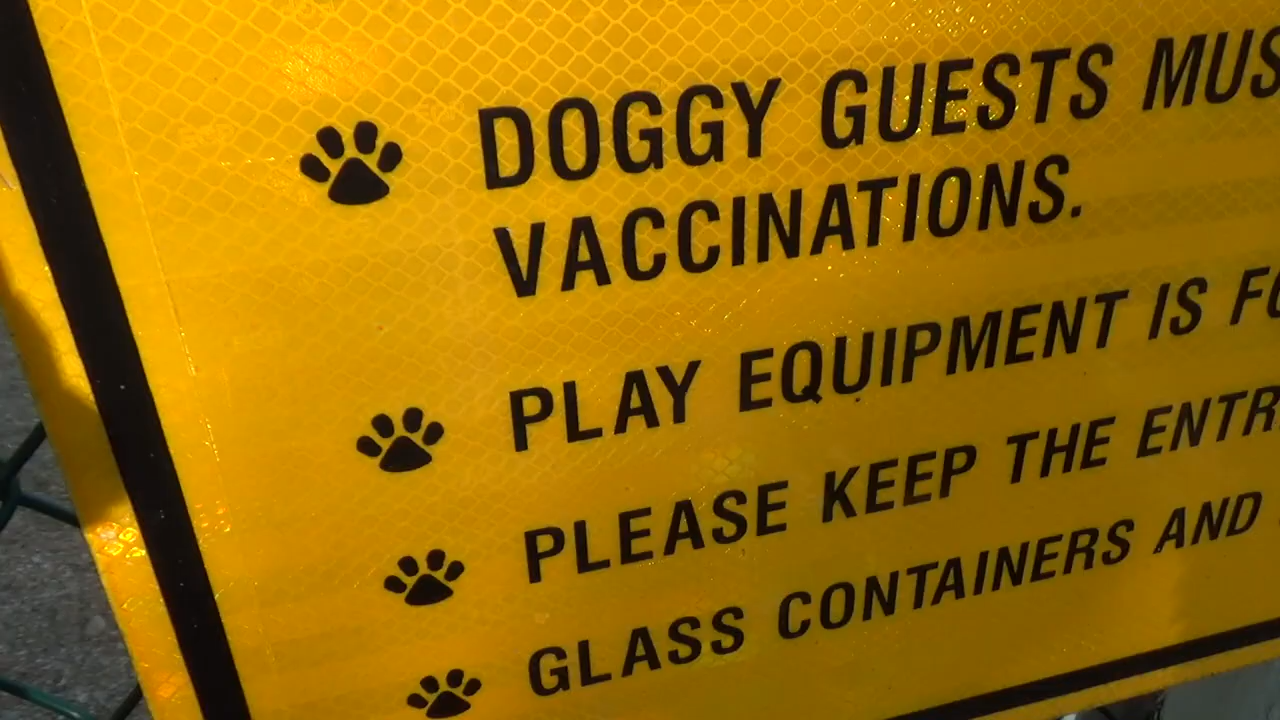 DOGGY GUESTS MUS
VACCINATIONS.
PLAY EQUIPMENT IS
PLEASE KEEP THE ENTR
GLASS CONTAINERS AND